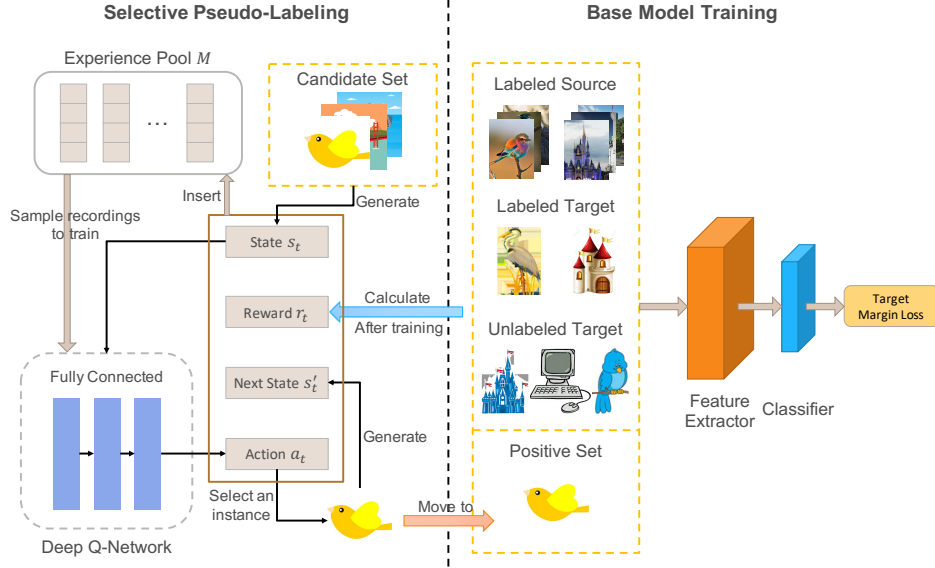 Selective Pseudo-Labeling
Experience Pool M
...
Candidate Set
Insert
Generate
Sample recordings
to train
State s_t
Reward r_t
Next State s'_t
Action a_t
Calculate
After training
Fully Connected
Generate
Select an
instance
Deep Q-Network
Move to
Base Model Training
Labeled Source
Labeled Target
Unlabeled Target
Positive Set
Feature
Extractor
Classifier
Target
Margin Loss